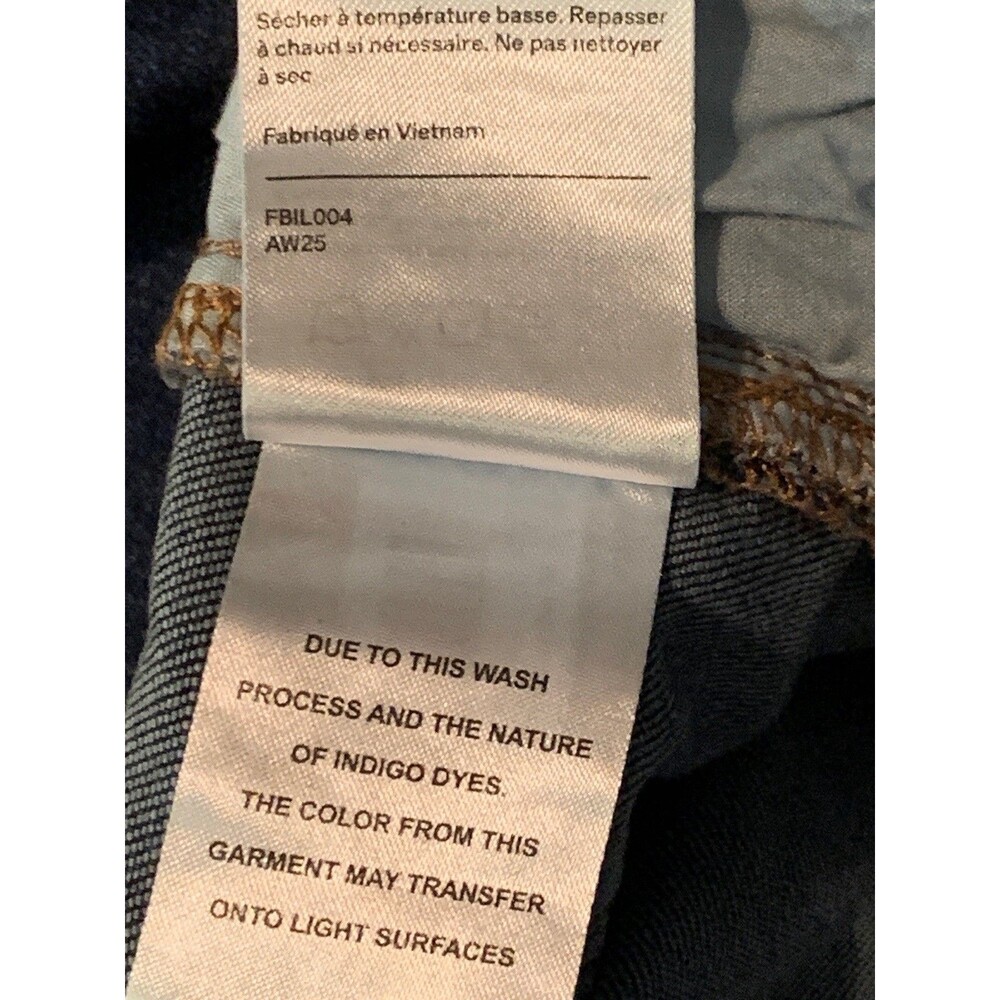 Sécher à température basse. Repasser
à chaud si nécessaire. Ne pas nettoyer
à sec
Fabriqué en Vietnam
FBIL004
AW25
DUE TO THIS WASH
PROCESS AND THE NATURE
OF INDIGO DYES.
THE COLOR FROM THIS
GARMENT MAY TRANSFER
ONTO LIGHT SURFACES